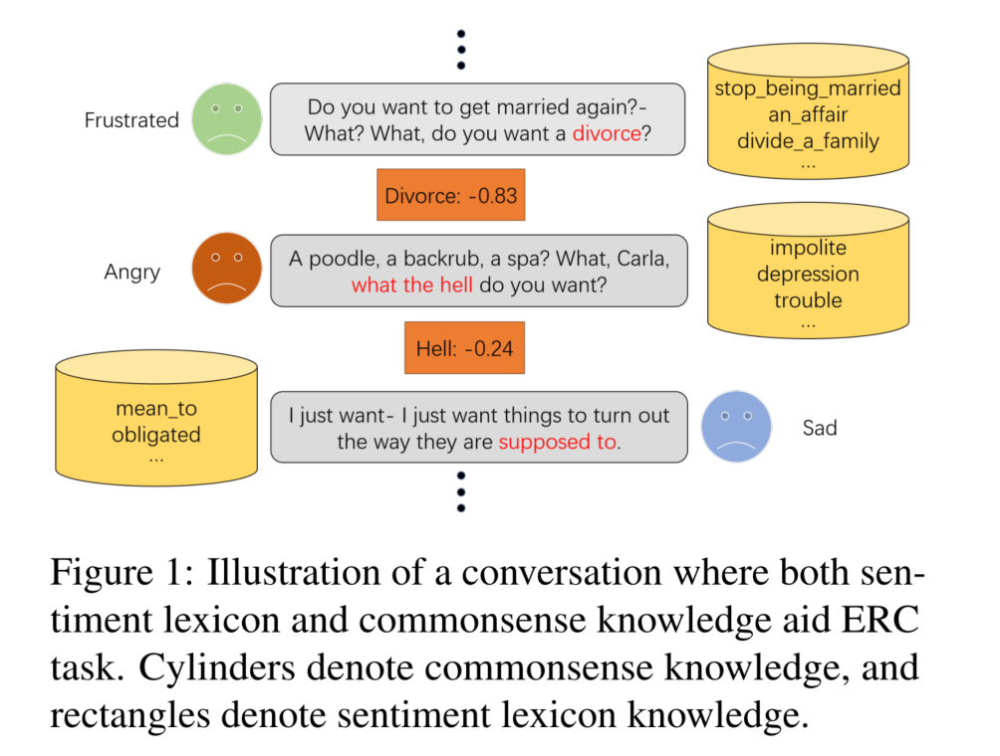 Do you want to get married again?-
What? What, do you want a divorce?
Frustrated
stop_being_married
an_affair
divide_a_family
...
Divorce: -0.83
A poodle, a backrub, a spa? What, Carla,
what the hell do you want?
Angry
impolite
depression
trouble
...
Hell: -0.24
mean_to
obligated
...
I just want- I just want things to turn out
the way they are supposed to.
Sad
Figure 1: Illustration of a conversation where both sen-
timent lexicon and commonsense knowledge aid ERC
task. Cylinders denote commonsense knowledge, and
rectangles denote sentiment lexicon knowledge.